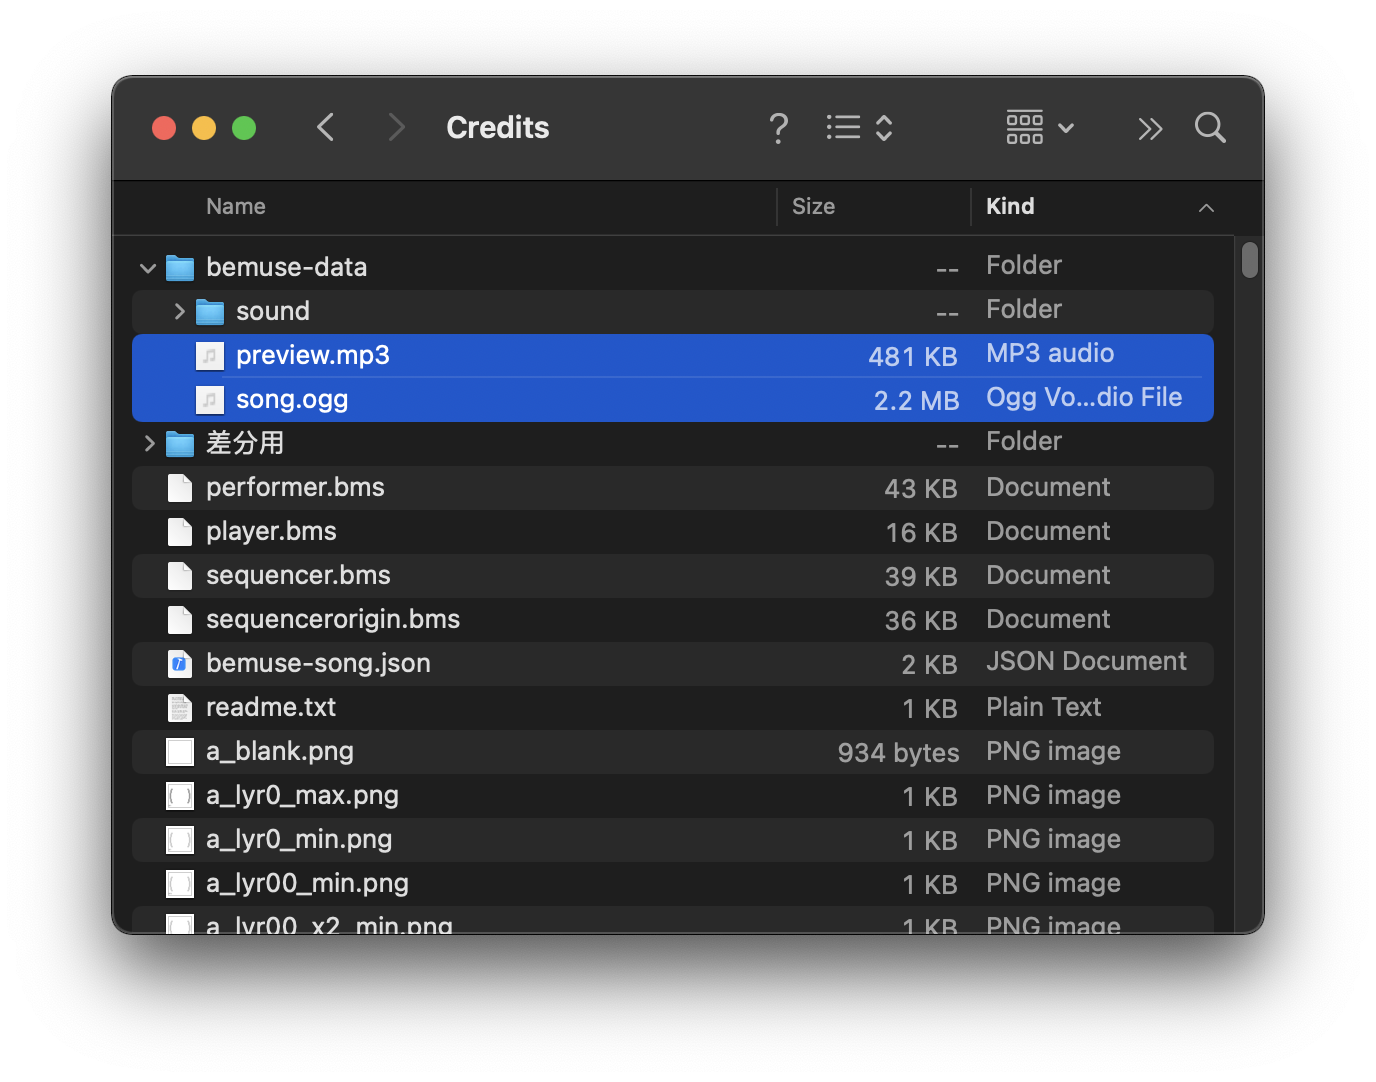 Credits
Name Size Kind
bemuse-data -- Folder
sound -- Folder
preview.mp3 481 KB MP3 audio
song.ogg 2.2 MB Ogg Vo...dio File
差分用 -- Folder
performer.bms 43 KB Document
player.bms 16 KB Document
sequencer.bms 39 KB Document
sequencerorigin.bms 36 KB Document
bemuse-song.json 2 KB JSON Document
readme.txt 1 KB Plain Text
a_blank.png 934 bytes PNG image
a_lyr0_max.png 1 KB PNG image
a_lyr0_min.png 1 KB PNG image
a_lyr00_min.png 1 KB PNG image
a_lyr00_x2_min.png 1 KB PNG image